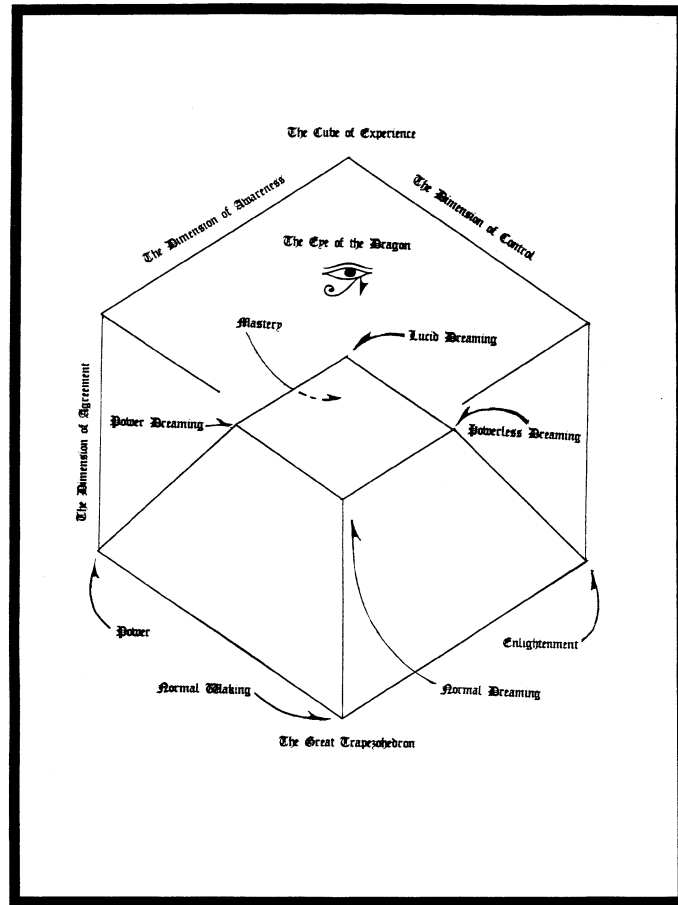 The Cube of Experience
The Dimension of Awareness
The Dimension of Control
The Eye of the Dragon
Mastery
Lucid Dreaming
The Dimension of Agreement
Power Dreaming
Powerless Dreaming
Power
Enlightenment
Normal Waking
Normal Dreaming
The Great Trapezohedron